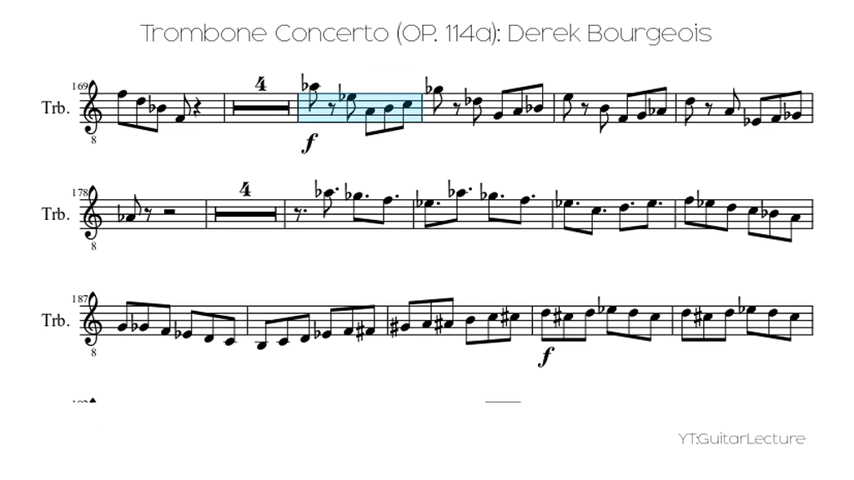 Trombone Concerto (OP. 114a): Derek Bourgeois
169
4
Trb.
8
f
178
4
Trb.
8
187
Trb.
8
f
YT:GuitarLecture